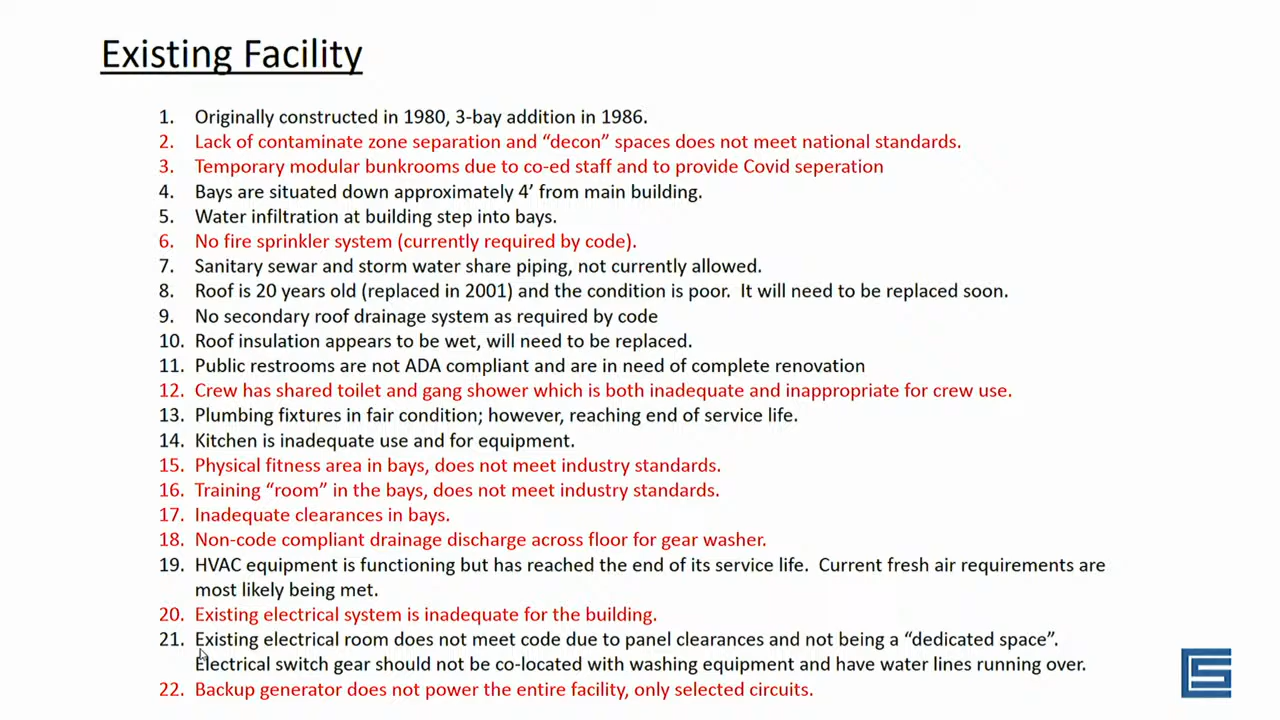 Existing Facility
1. Originally constructed in 1980, 3-bay addition in 1986.
2. Lack of contaminate zone separation and “decon” spaces does not meet national standards.
3. Temporary modular bunkrooms due to co-ed staff and to provide Covid seperation
4. Bays are situated down approximately 4’ from main building.
5. Water infiltration at building step into bays.
6. No fire sprinkler system (currently required by code).
7. Sanitary sewar and storm water share piping, not currently allowed.
8. Roof is 20 years old (replaced in 2001) and the condition is poor. It will need to be replaced soon.
9. No secondary roof drainage system as required by code
10. Roof insulation appears to be wet, will need to be replaced.
11. Public restrooms are not ADA compliant and are in need of complete renovation
12. Crew has shared toilet and gang shower which is both inadequate and inappropriate for crew use.
13. Plumbing fixtures in fair condition; however, reaching end of service life.
14. Kitchen is inadequate use and for equipment.
15. Physical fitness area in bays, does not meet industry standards.
16. Training “room” in the bays, does not meet industry standards.
17. Inadequate clearances in bays.
18. Non-code compliant drainage discharge across floor for gear washer.
19. HVAC equipment is functioning but has reached the end of its service life. Current fresh air requirements are
most likely being met.
20. Existing electrical system is inadequate for the building.
21. Existing electrical room does not meet code due to panel clearances and not being a “dedicated space”.
Electrical switch gear should not be co-located with washing equipment and have water lines running over.
22. Backup generator does not power the entire facility, only selected circuits.